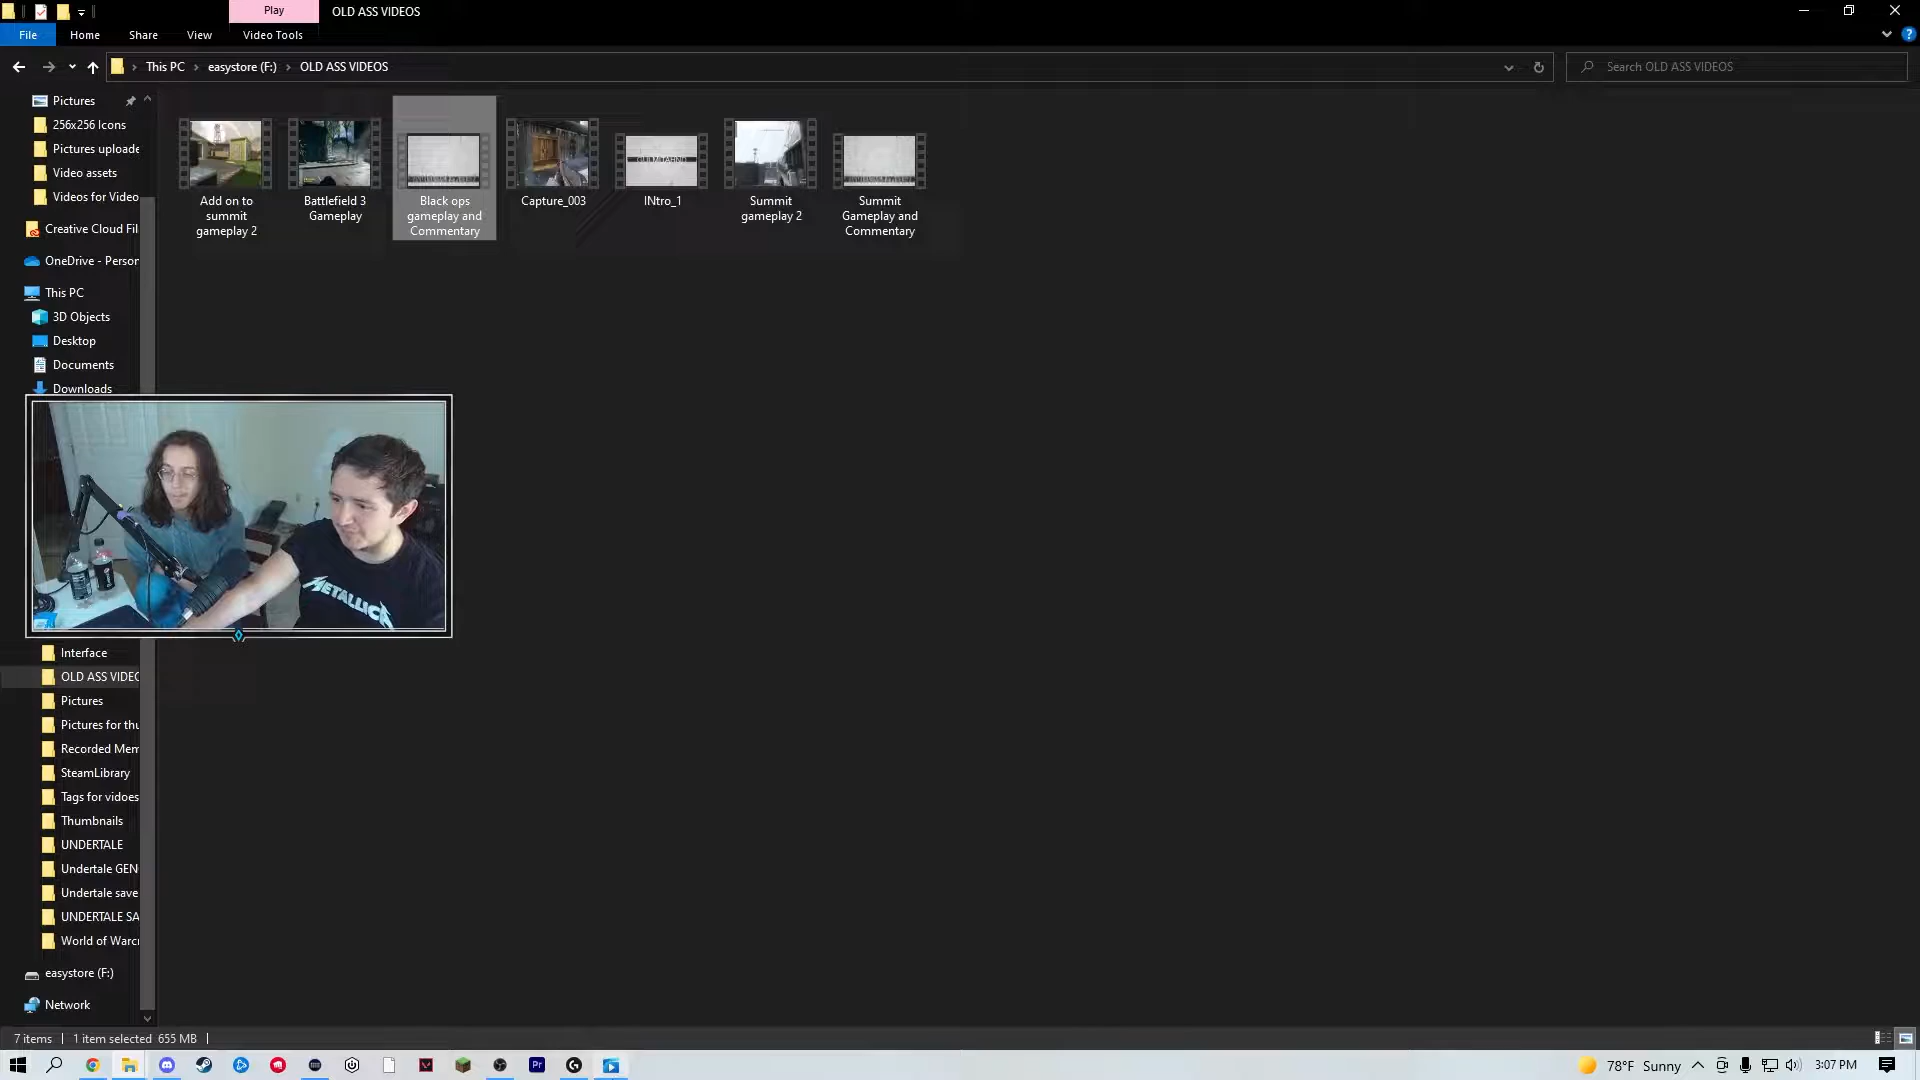 Play
OLD ASS VIDEOS
File
Home
Share
View
Video Tools
This PC
easystore (F:)
OLD ASS VIDEOS
Search OLD ASS VIDEOS
Pictures
256x256 Icons
Pictures uploade
Video assets
Videos for Video
Creative Cloud Fil
OneDrive - Person
This PC
3D Objects
Desktop
Documents
Downloads
Add on to
summit
gameplay 2
Battlefield 3
Gameplay
Black ops
gameplay and
Commentary
Capture_003
INtro_1
Summit
gameplay 2
Summit
Gameplay and
Commentary
METALLICA
Interface
OLD ASS VIDEO
Pictures
Pictures for thu
Recorded Mem
SteamLibrary
Tags for vidoes
Thumbnails
UNDERTALE
Undertale GEN
Undertale save
UNDERTALE SA
World of Warcr
easystore (F:)
Network
7 items
1 item selected 655 MB
Pr
78°F Sunny
3:07 PM